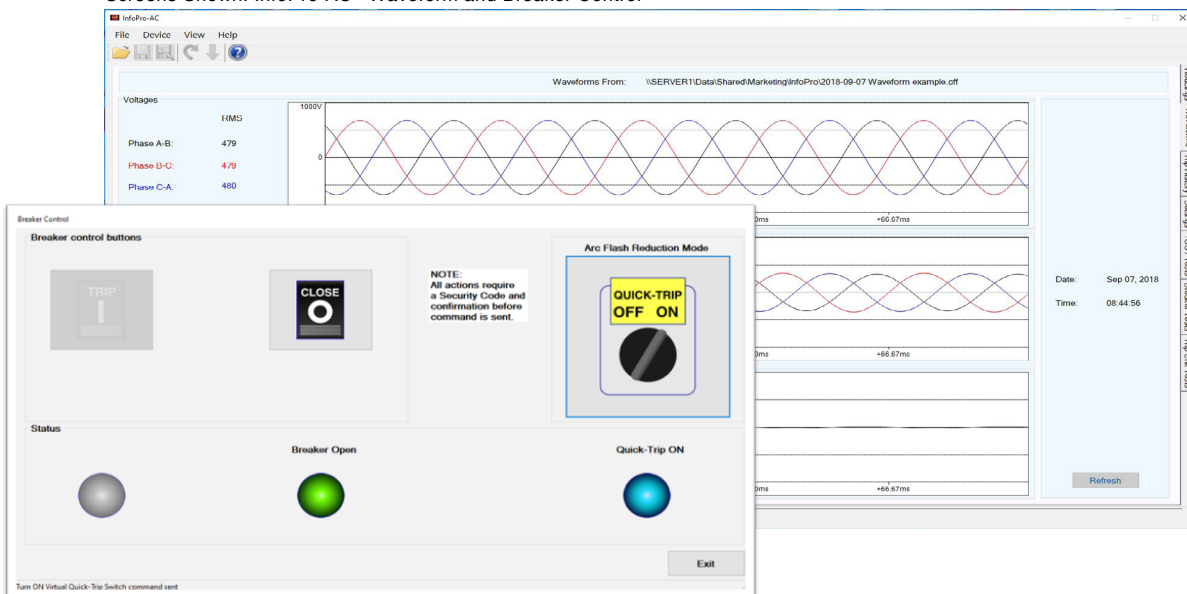 Screens Shown: InfoPro-AC - Waveform and Breaker Control
InfoPro-AC
File Device View Help
Waveforms From: \\SERVER1\Data\Shared\Marketing\InfoPro\2018-09-07 Waveform example.cff
Voltages
RMS
Phase A-B: 479
Phase B-C: 479
Phase C-A: 480
1000V
0
0ms +66.67ms
0ms +66.67ms
0ms +66.67ms
Date: Sep 07, 2018
Time: 08:44:56
Refresh
Breaker Control
Breaker control buttons
TRIP
I
CLOSE
O
NOTE:
All actions require
a Security Code and
confirmation before
command is sent.
Arc Flash Reduction Mode
QUICK-TRIP
OFF ON
Status
Breaker Open
Quick-Trip ON
Exit
Turn ON Virtual Quick-Trip Switch command sent